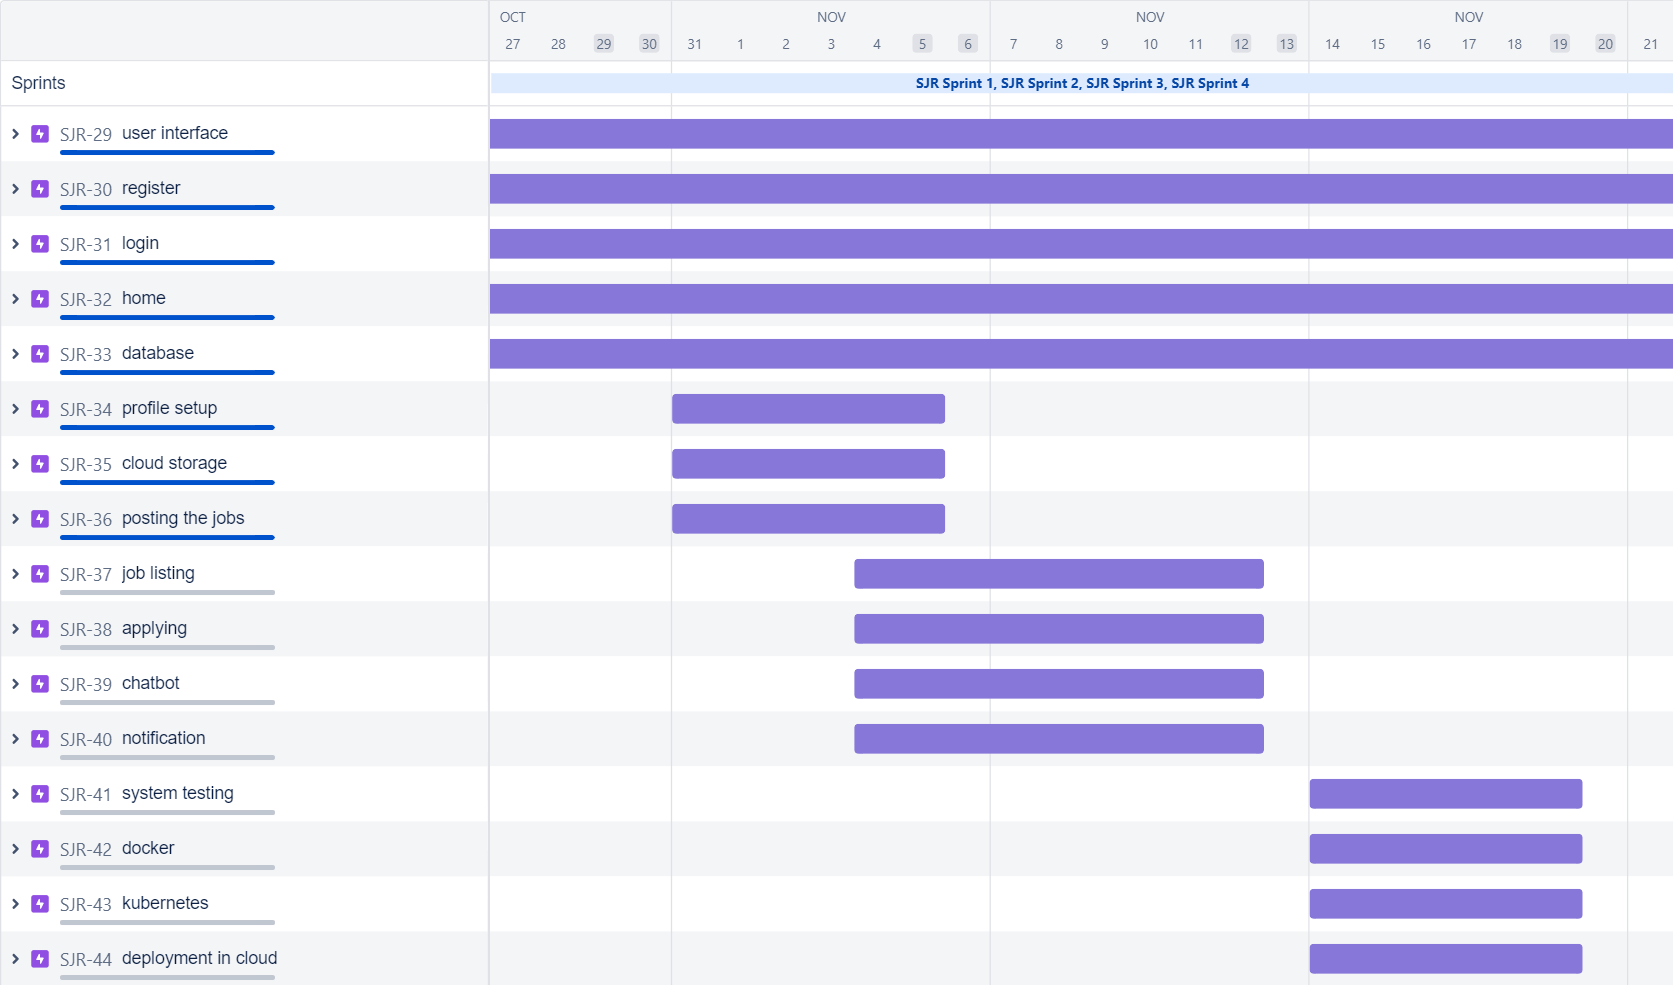 OCT NOV NOV NOV
27 28 29 30 31 1 2 3 4 5 6 7 8 9 10 11 12 13 14 15 16 17 18 19 20 21
Sprints SJR Sprint 1, SJR Sprint 2, SJR Sprint 3, SJR Sprint 4
SJR-29 user interface
SJR-30 register
SJR-31 login
SJR-32 home
SJR-33 database
SJR-34 profile setup
SJR-35 cloud storage
SJR-36 posting the jobs
SJR-37 job listing
SJR-38 applying
SJR-39 chatbot
SJR-40 notification
SJR-41 system testing
SJR-42 docker
SJR-43 kubernetes
SJR-44 deployment in cloud